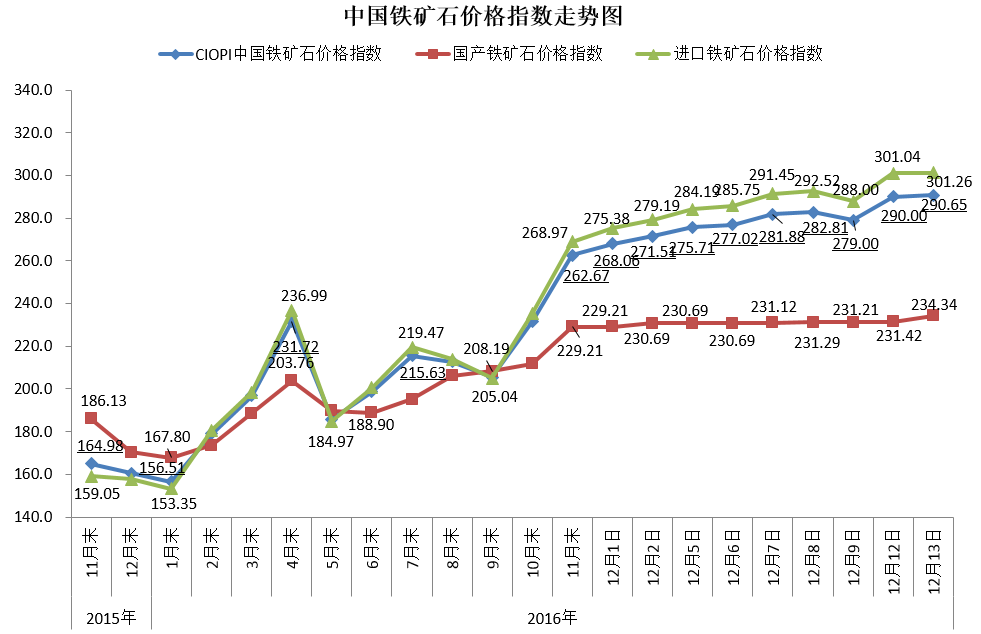 中国铁矿石价格指数走势图
CIOPI中国铁矿石价格指数 国产铁矿石价格指数 进口铁矿石价格指数
340.0
320.0
300.0
280.0
260.0
240.0
220.0
200.0
180.0
160.0
140.0
186.13
164.98
159.05
167.80
156.51
153.35
236.99
231.72
203.76
184.97
188.90
219.47
215.63
208.19
205.04
268.97
262.67
229.21
275.38
268.06
229.21
279.19
271.51
230.69
284.19
275.71
230.69
285.75
277.02
230.69
291.45
281.88
231.12
292.52
282.81
231.29
288.00
279.00
231.21
301.04
290.00
231.42
301.26
290.65
234.34
11月末
12月末
1月末
2月末
3月末
4月末
5月末
6月末
7月末
8月末
9月末
10月末
11月末
12月1日
12月2日
12月5日
12月6日
12月7日
12月8日
12月9日
12月12日
12月13日
2015年 2016年